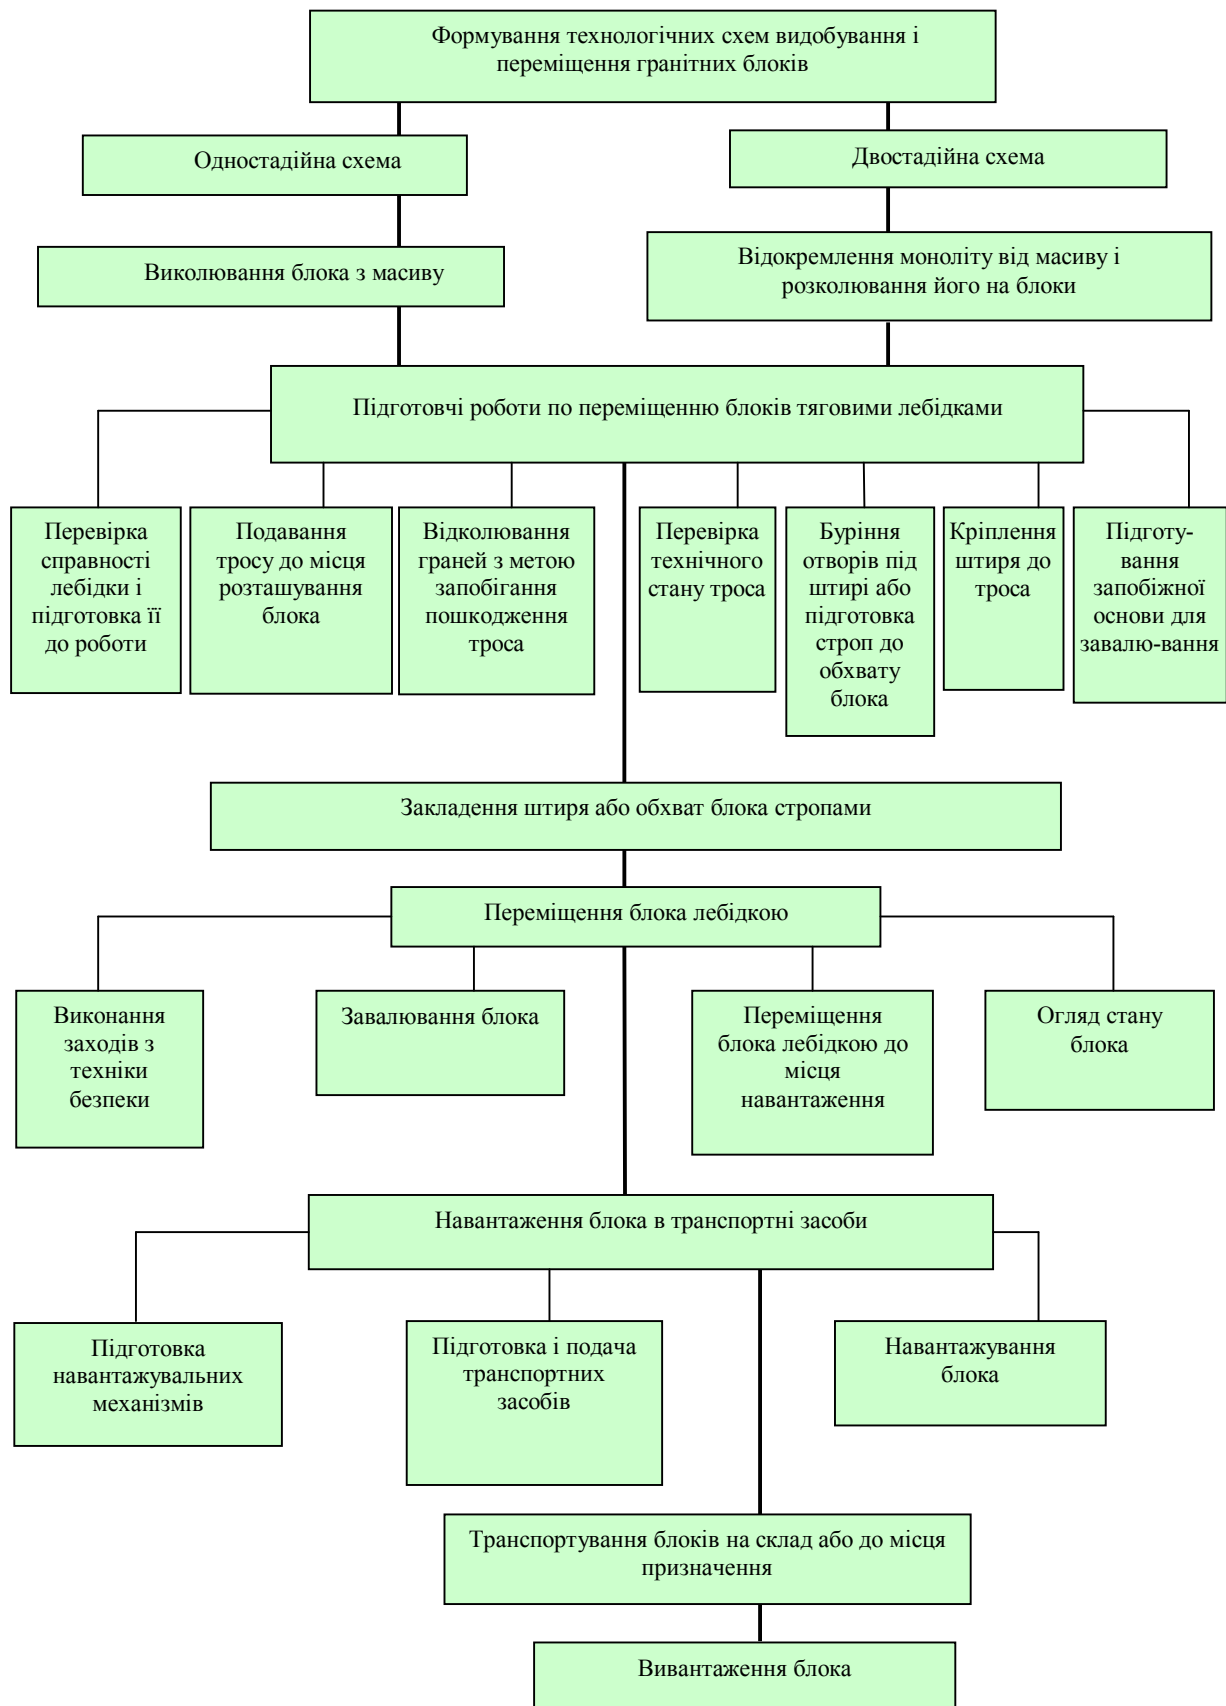 Формування технологічних схем видобування і
переміщення гранітних блоків
Одностадійна схема
Двостадійна схема
Виколювання блока з масиву
Відокремлення моноліту від масиву і
розколювання його на блоки
Підготовчі роботи по переміщенню блоків тяговими лебідками
Перевірка
справності
лебідки і
підготовка її
до роботи
Подавання
тросу до місця
розташування
блока
Відколювання
граней з метою
запобігання
пошкодження
троса
Перевірка
технічного
стану троса
Буріння
отворів під
штирі або
підготовка
строп до
обхвату
блока
Кріплення
штиря до
троса
Підготу-
вання
запобіжної
основи для
завалю-вання
Закладення штиря або обхват блока стропами
Переміщення блока лебідкою
Виконання
заходів з
техніки
безпеки
Завалювання блока
Переміщення
блока лебідкою до
місця
навантаження
Огляд стану
блока
Навантаження блока в транспортні засоби
Підготовка
навантажувальних
механізмів
Підготовка і подача
транспортних
засобів
Навантажування
блока
Транспортування блоків на склад або до місця
призначення
Вивантаження блока